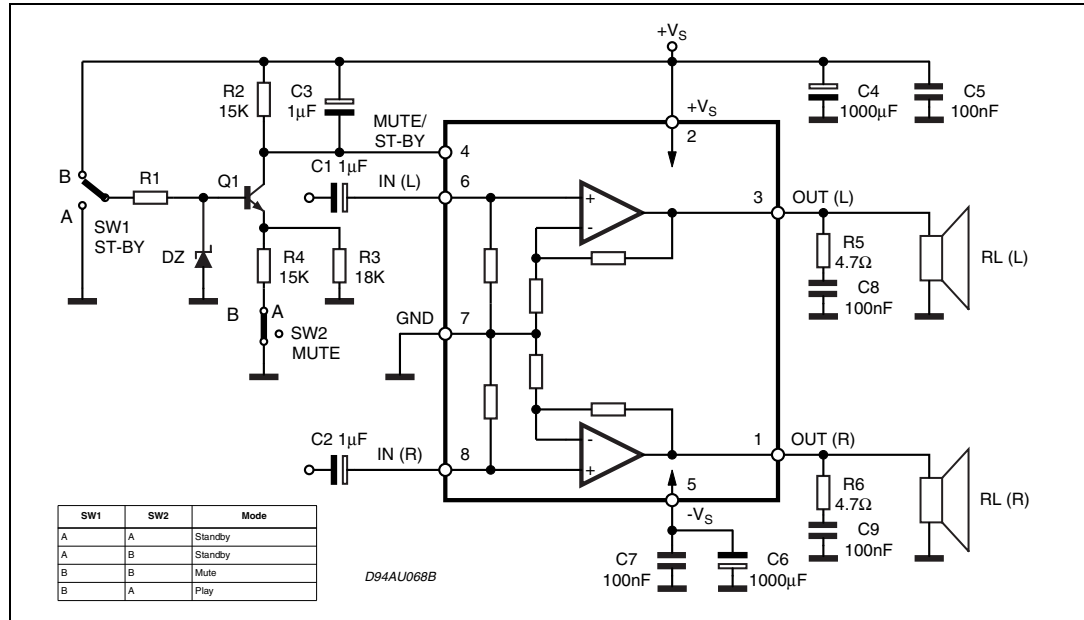 +VS
R2
15K
C3
1μF
MUTE/
ST-BY
+VS
2
C4
1000μF
C5
100nF
4
B
A
SW1
ST-BY
R1
Q1
DZ
C1 1μF
IN (L)
6
+
-
3
OUT (L)
R5
4.7Ω
C8
100nF
RL (L)
R4
15K
R3
18K
B
A
SW2
MUTE
GND
7
C2 1μF
IN (R)
8
-
+
1
OUT (R)
R6
4.7Ω
C9
100nF
RL (R)
5
-VS
C7
100nF
C6
1000μF
SW1 SW2 Mode
A A Standby
A B Standby
B B Mute
B A Play
D94AU068B